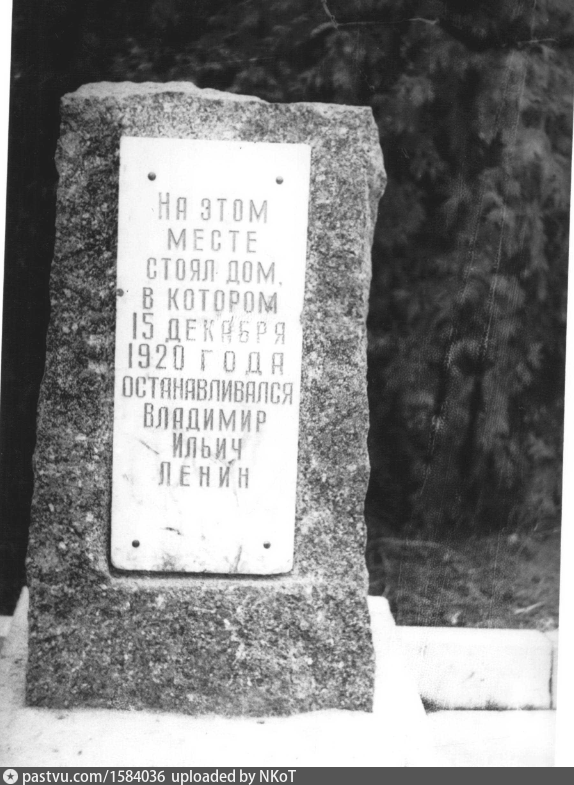 На этом
месте
стоял дом,
в котором
15 декабря
1920 года
останавливался
Владимир
Ильич
Ленин
pastvu.com/1584036 uploaded by NKoT